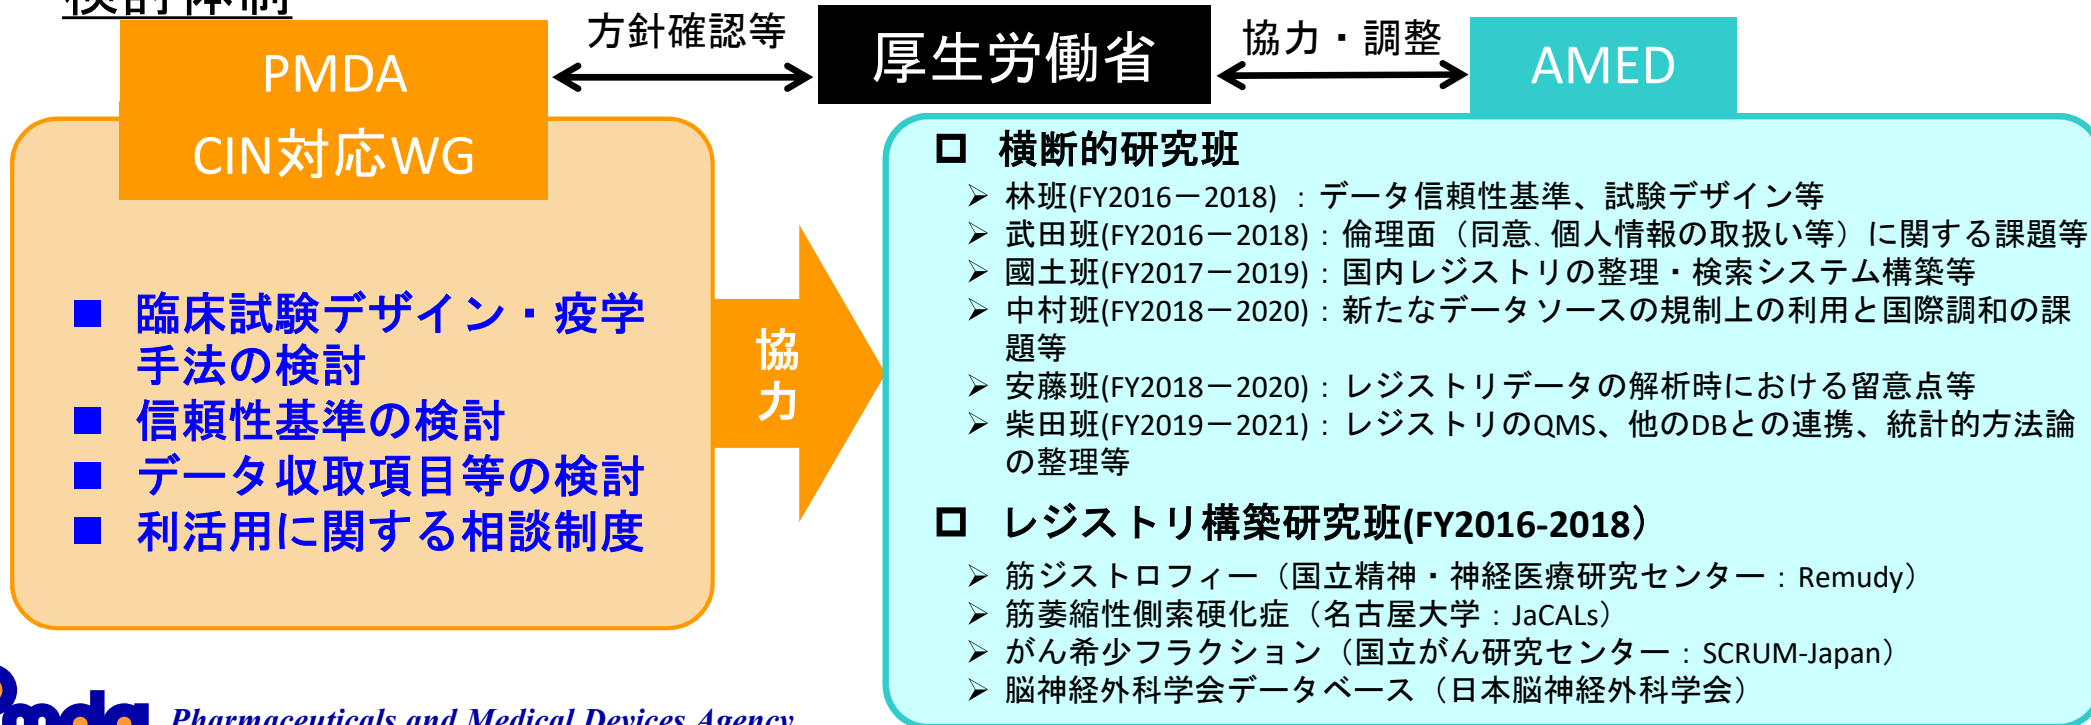 検討体制
方針確認等
協力・調整
PMDA
CIN対応WG
厚生労働省
AMED
■ 臨床試験デザイン・疫学
手法の検討
■ 信頼性基準の検討
■ データ収取項目等の検討
■ 利活用に関する相談制度
協
力
□ 横断的研究班
➢ 林班(FY2016－2018)：データ信頼性基準、試験デザイン等
➢ 武田班(FY2016－2018)：倫理面（同意、個人情報の取扱い等）に関する課題等
➢ 國土班(FY2017－2019)：国内レジストリの整理・検索システム構築等
➢ 中村班(FY2018－2020)：新たなデータソースの規制上の利用と国際調和の課
題等
➢ 安藤班(FY2018－2020)：レジストリデータの解析時における留意点等
➢ 柴田班(FY2019－2021)：レジストリのQMS、他のDBとの連携、統計的方法論
の整理等
□ レジストリ構築研究班(FY2016-2018）
➢ 筋ジストロフィー（国立精神・神経医療研究センター：Remudy）
➢ 筋萎縮性側索硬化症（名古屋大学：JaCALs）
➢ がん希少フラクション（国立がん研究センター：SCRUM-Japan）
➢ 脳神経外科学会データベース（日本脳神経外科学会）
Pmda
Pharmaceuticals and Medical Devices Agency